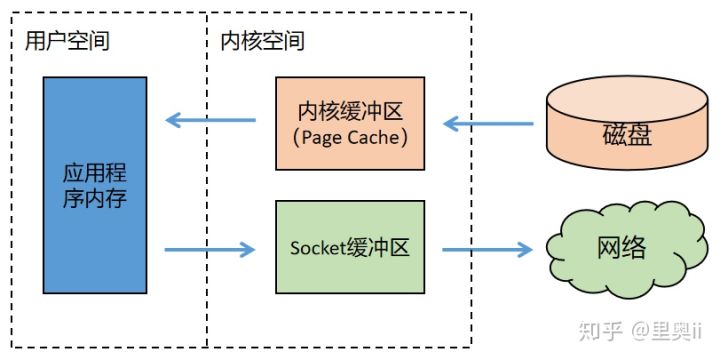 用户空间
内核空间
内核缓冲区
（Page Cache）
磁盘
应用程
序内存
Socket缓冲区
网络
知乎 @里奥ii